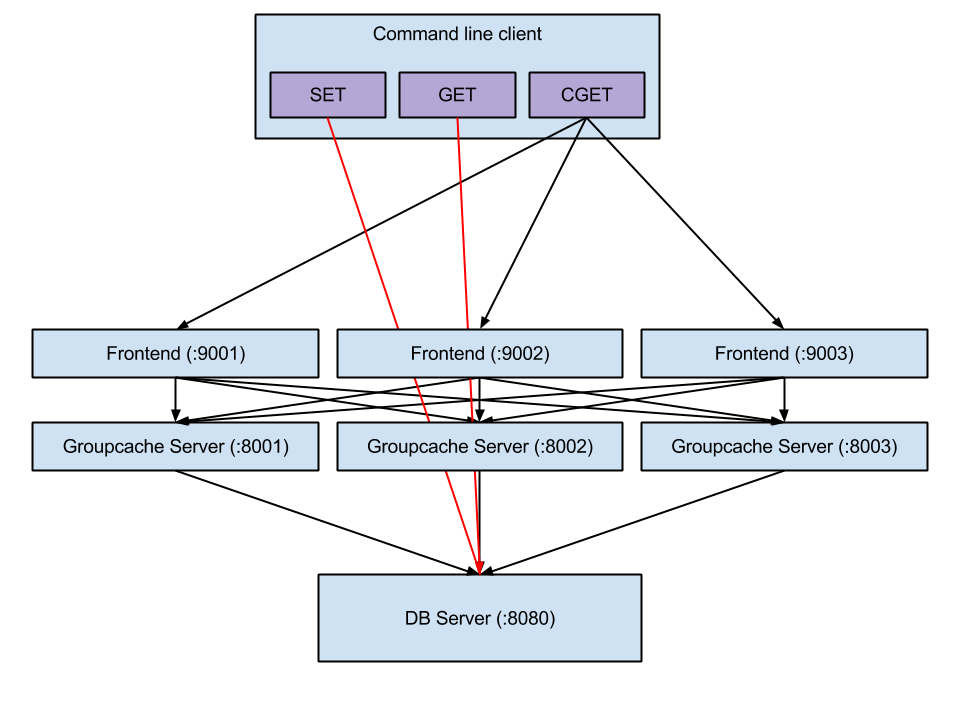 Command line client
SET
GET
CGET
Frontend (:9001)
Frontend (:9002)
Frontend (:9003)
Groupcache Server (:8001)
Groupcache Server (:8002)
Groupcache Server (:8003)
DB Server (:8080)